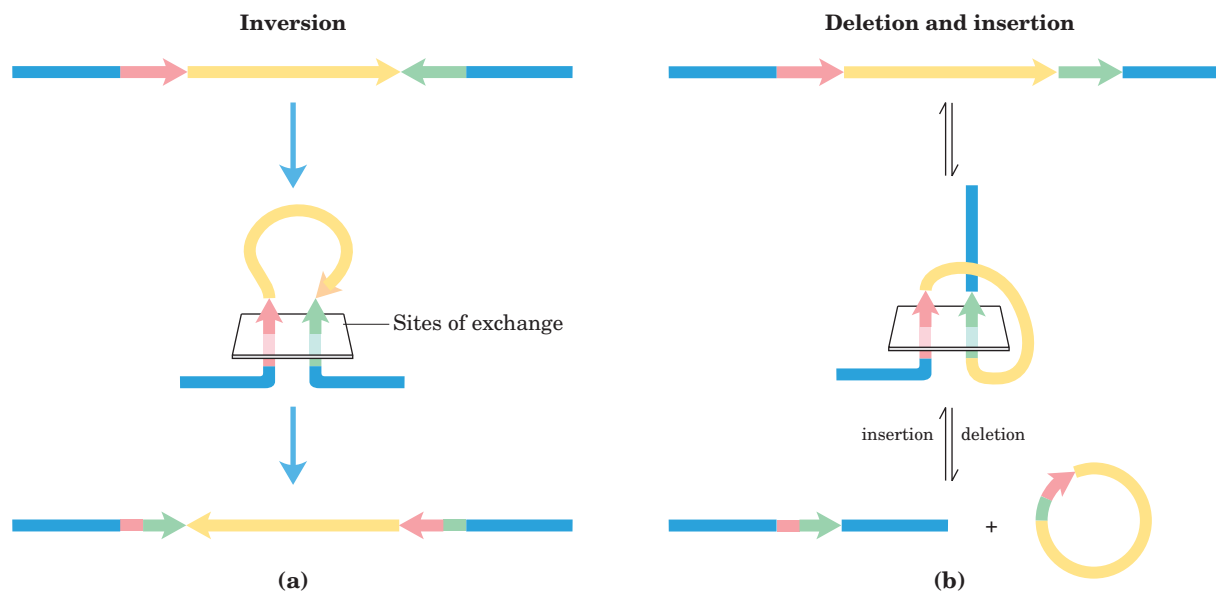 Inversion
Sites of exchange
(a)
Deletion and insertion
insertion
deletion
+
(b)